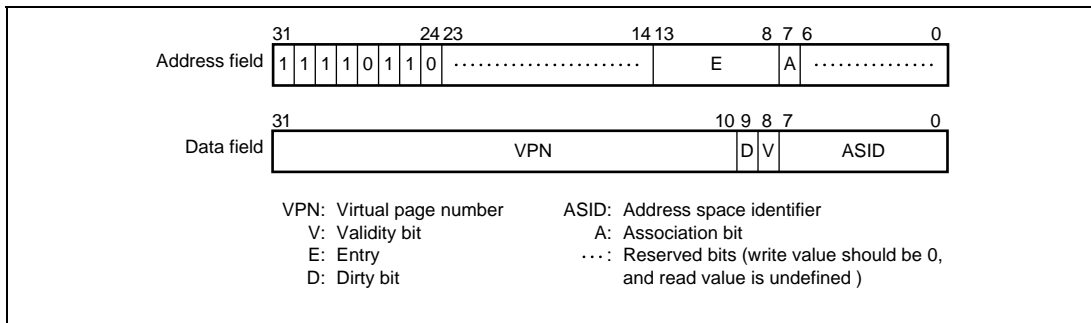 31 24 23 14 13 8 7 6 0
Address field 1 1 1 1 0 1 1 0 ······················· E A ···············
31 10 9 8 7 0
Data field VPN D V ASID
VPN: Virtual page number ASID: Address space identifier
V: Validity bit A: Association bit
E: Entry ···: Reserved bits (write value should be 0,
D: Dirty bit and read value is undefined )